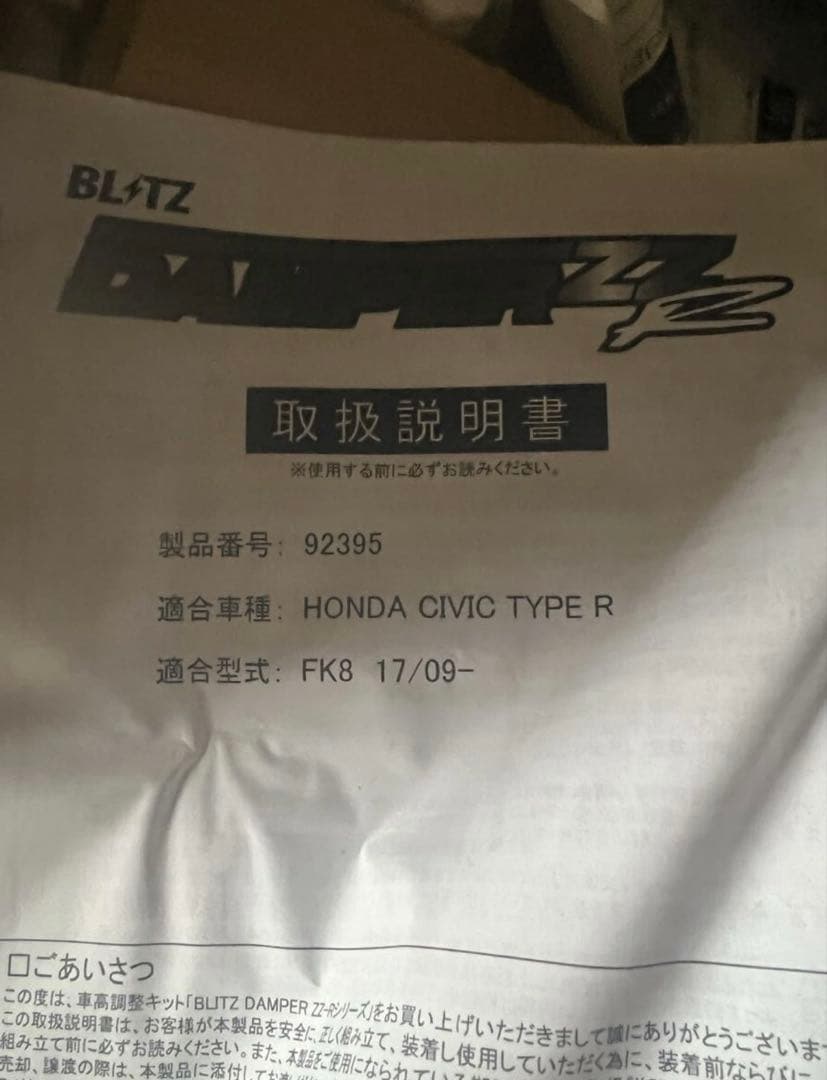 BLITZ
DAMPER ZZ-R
取扱説明書
※使用する前に必ずお読みください。
製品番号: 92395
適合車種: HONDA CIVIC TYPE R
適合型式: FK8 17/09-
□ごあいさつ
この度は、車高調整キット「BLITZ DAMPER ZZ-Rシリーズ」をお買い上げいただきまして誠にありがとうございま
この取扱説明書は、お客様が本製品を安全に、正しく組み立て、装着し使用していただく為に、装着前ならびに
組み立て前に必ずお読みください。また、本製品をご使用になられている
売却、譲渡の際は、本製品に添付して